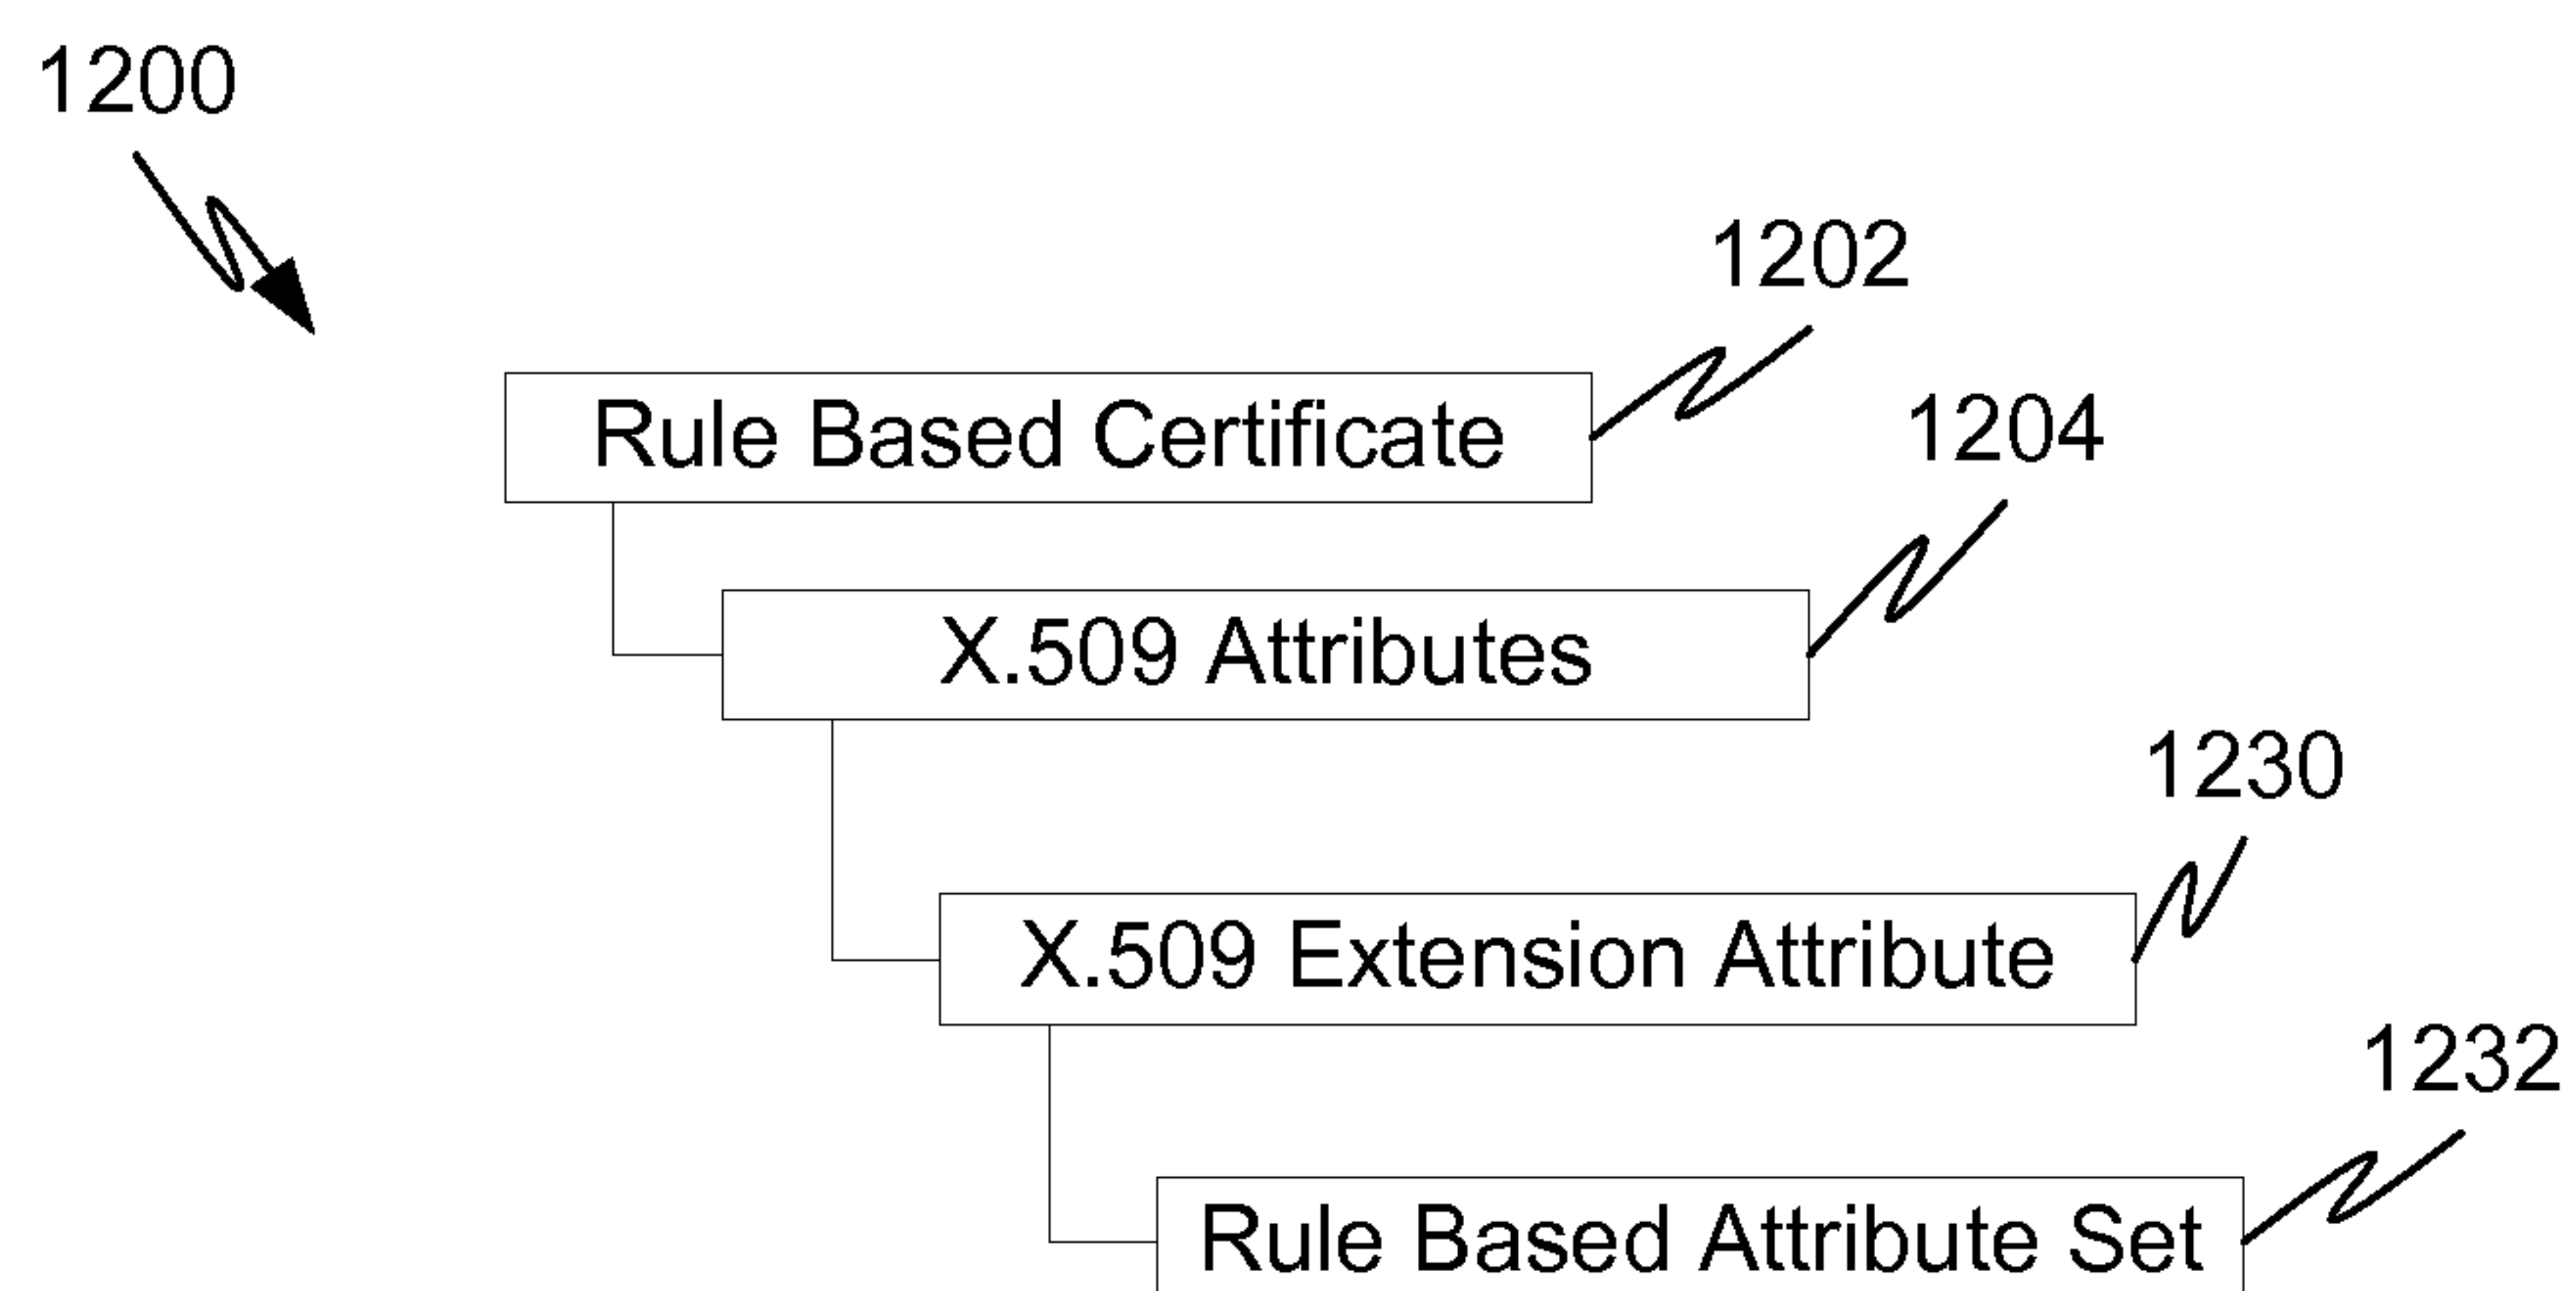 1200
1202
Rule Based Certificate
1204
X.509 Attributes
1230
X.509 Extension Attribute
1232
Rule Based Attribute Set